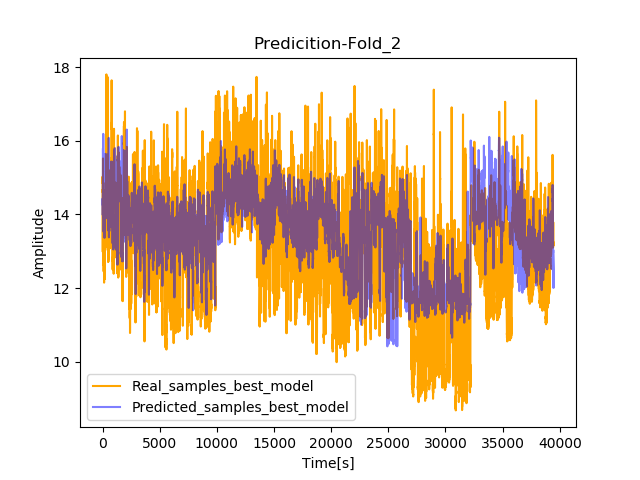 Predicition-Fold_2
18
16
14
12
10
Amplitude
Real_samples_best_model
Predicted_samples_best_model
0 5000 10000 15000 20000 25000 30000 35000 40000
Time[s]